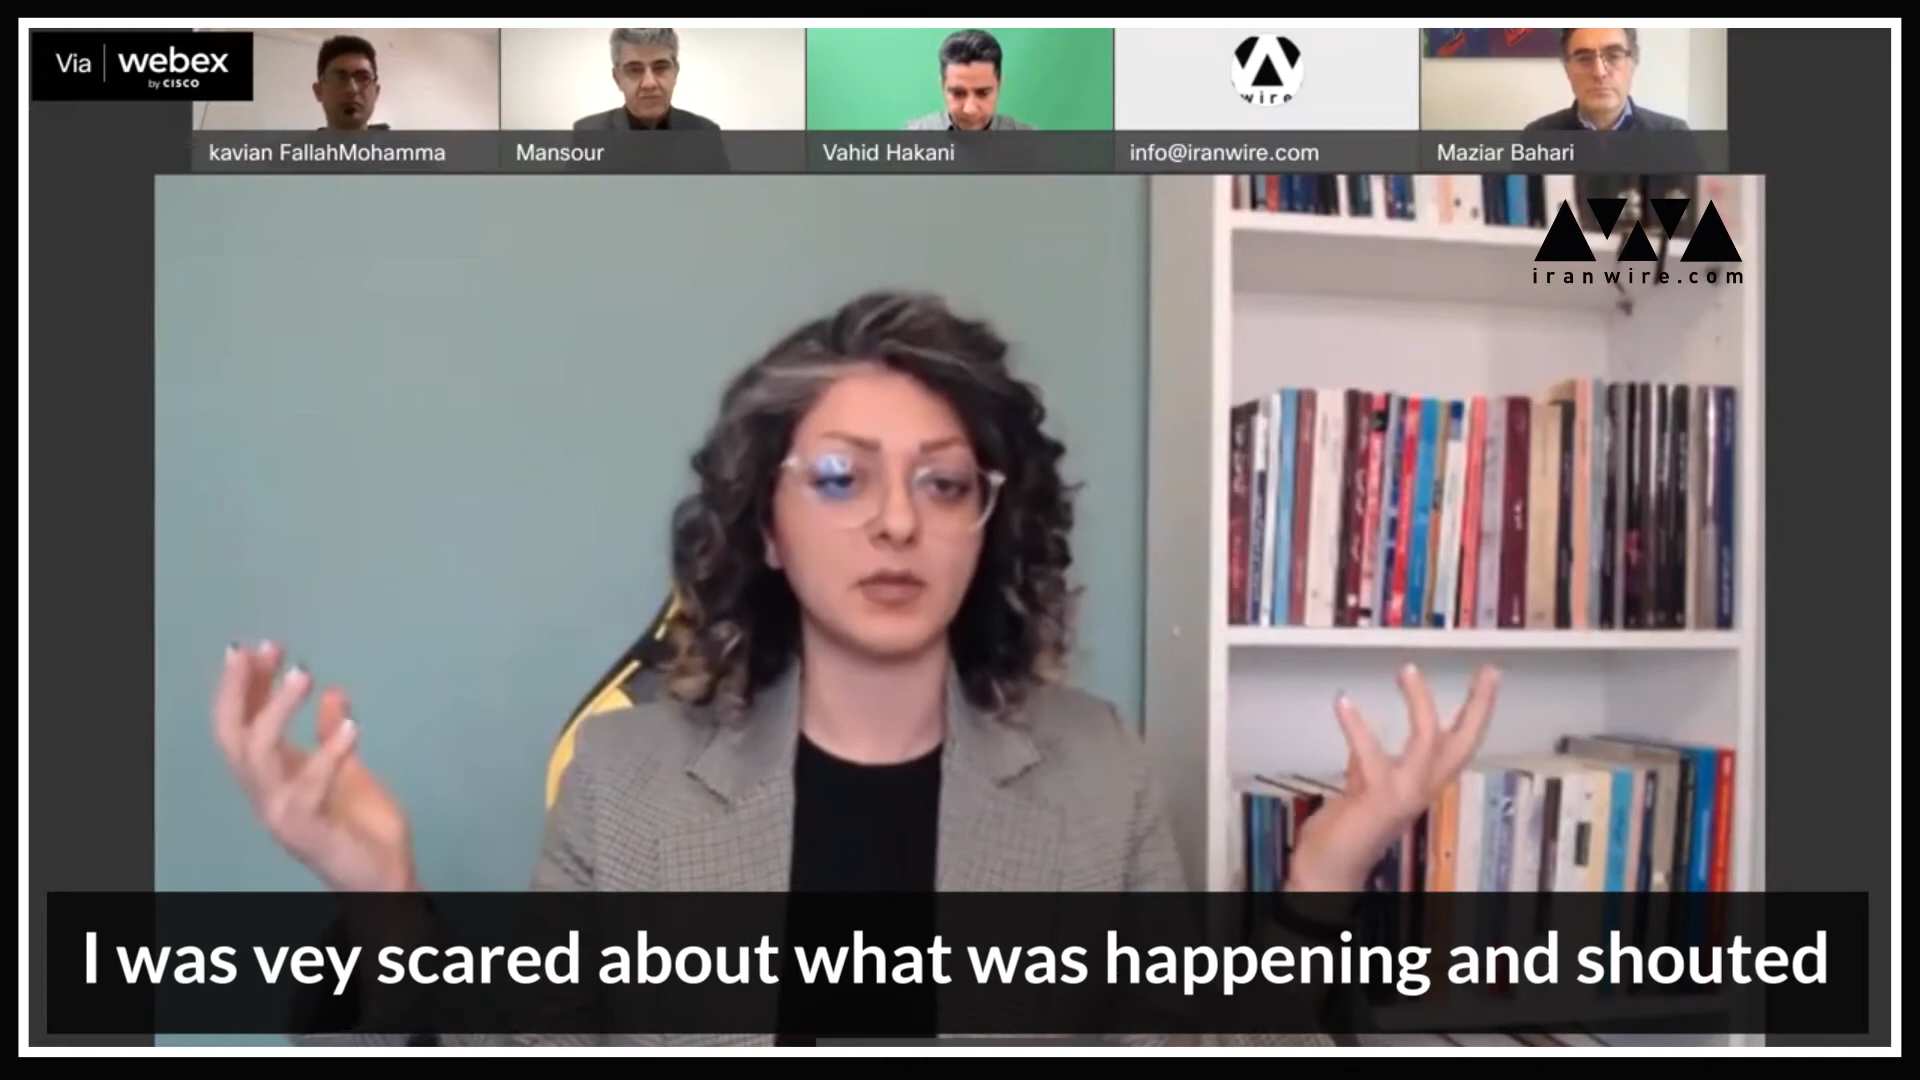 Via webex
by CISCO
kavian FallahMohamma
Mansour
Vahid Hakani
wire
info@iranwire.com
Maziar Bahari
iranwire.com
I was vey scared about what was happening and shouted